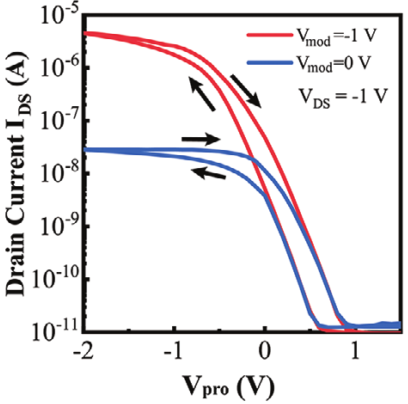 Drain Current I_DS (A)
10^-5
10^-6
10^-7
10^-8
10^-9
10^-10
10^-11
V_mod=-1 V
V_mod=0 V
V_DS = -1 V
-2
-1
0
1
V_pro (V)